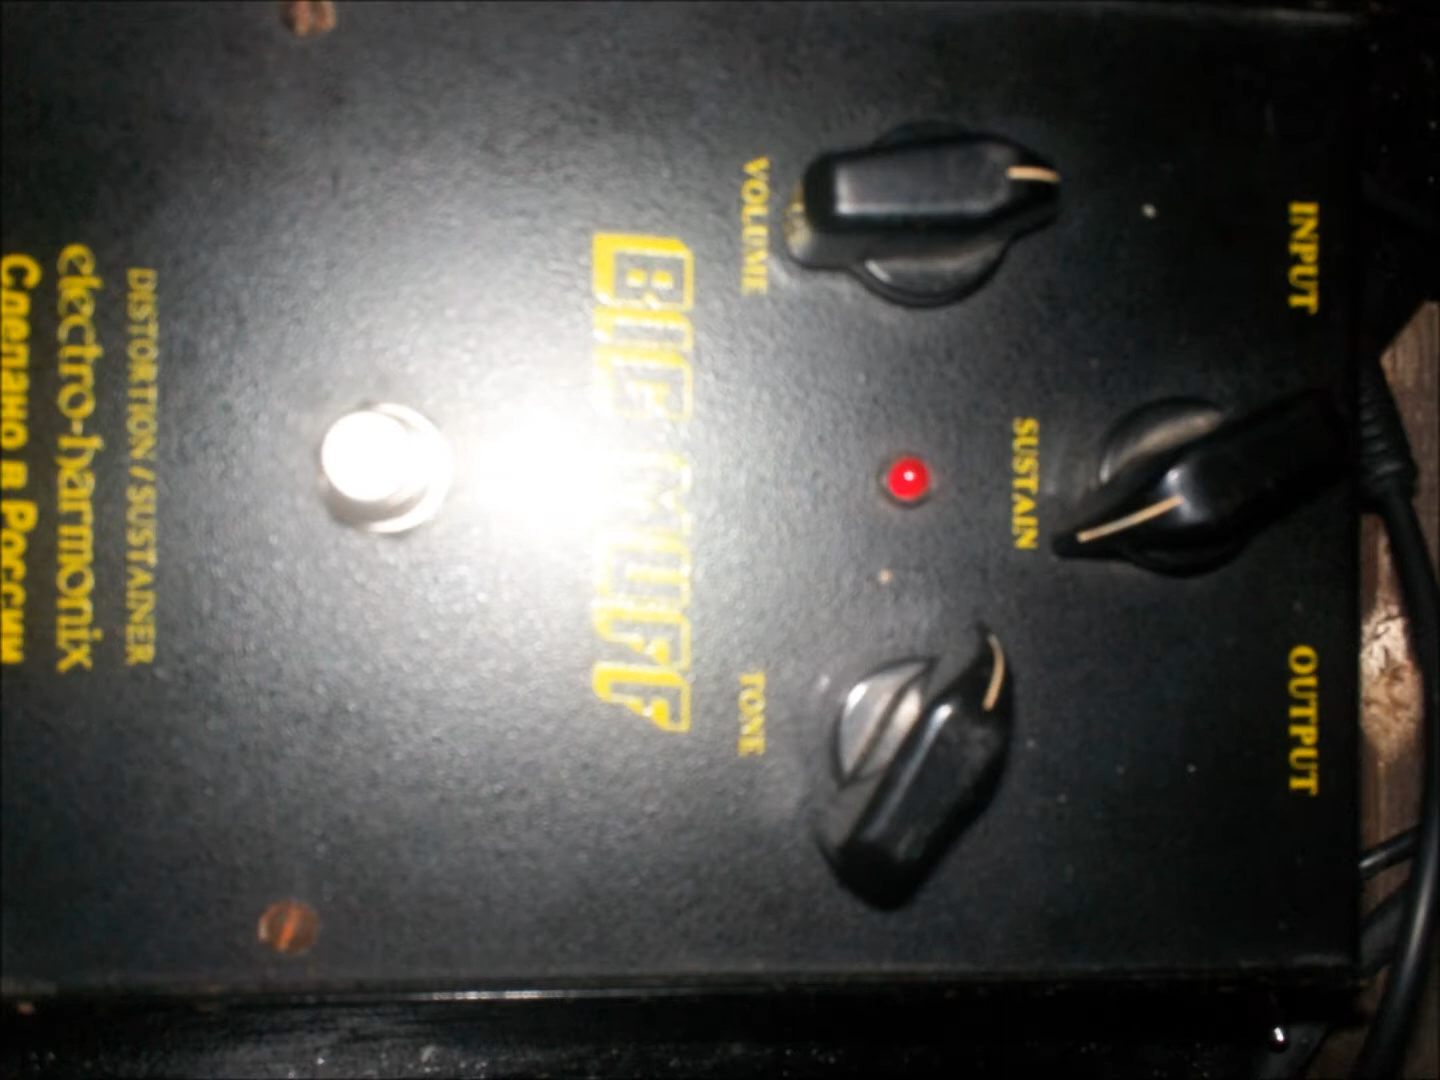 INPUT
OUTPUT
SUSTAIN
VOLUME
TONE
BIG MUFF
DISTORTION / SUSTAINER
electro-harmonix
Сделано в России